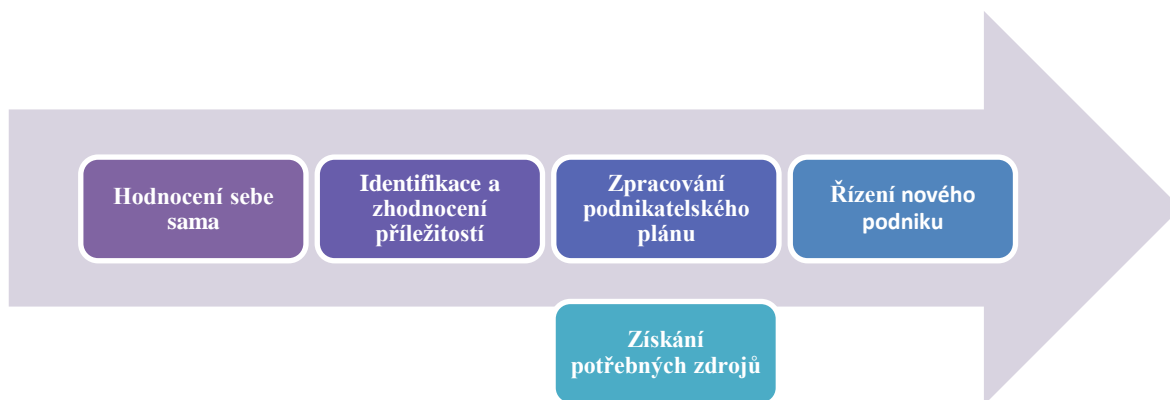 Hodnocení sebe
sama
Identifikace a
zhodnocení
příležitostí
Zpracování
podnikatelského
plánu
Řízení nového
podniku
Získání
potřebných zdrojů